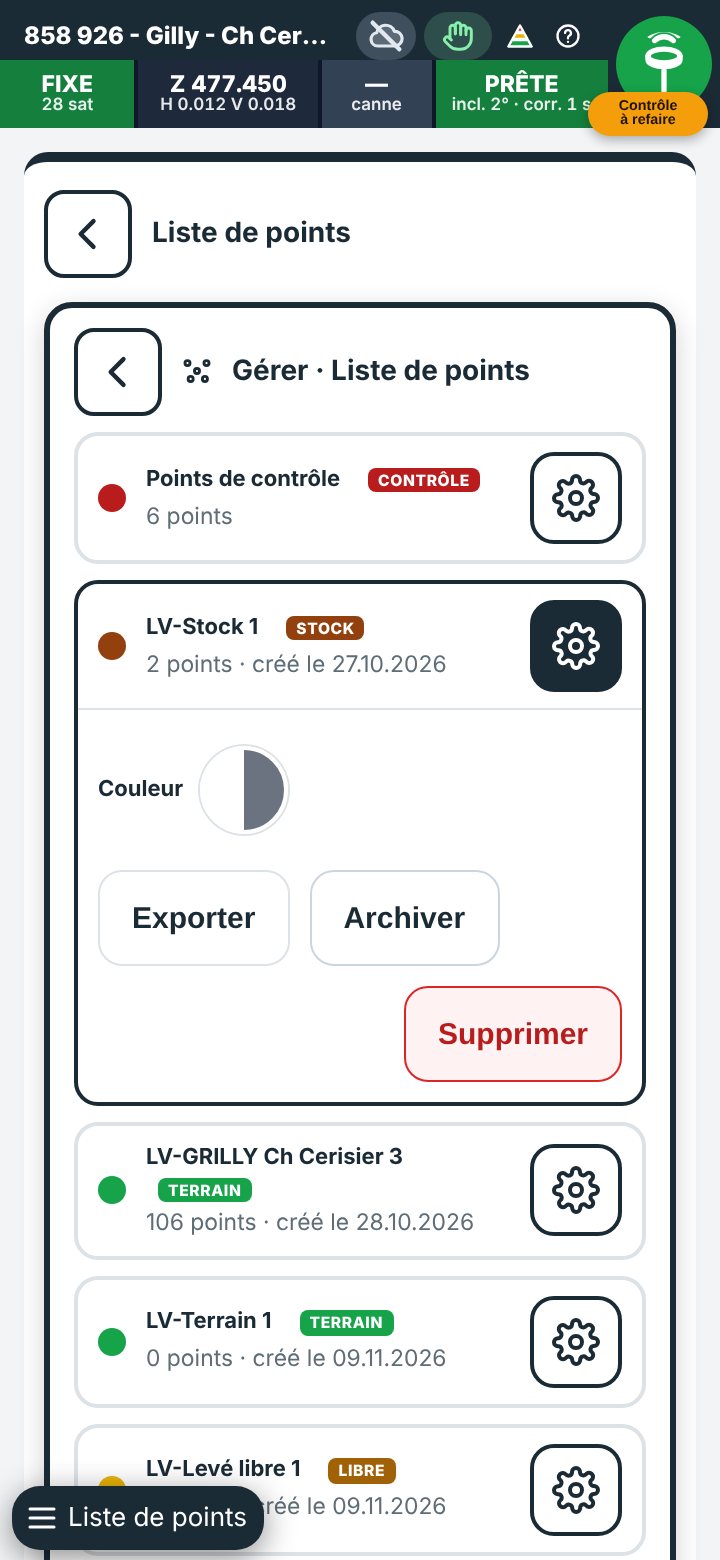 858 926 - Gilly - Ch Cer…
FIXE
28 sat
Z 477.450
H 0.012 V 0.018
—
canne
PRÊTE
incl. 2° · corr. 1 s
Contrôle
à refaire
Liste de points
Gérer · Liste de points
Points de contrôle CONTRÔLE
6 points
LV-Stock 1 STOCK
2 points · créé le 27.10.2026
Couleur
Exporter Archiver
Supprimer
LV-GRILLY Ch Cerisier 3
TERRAIN
106 points · créé le 28.10.2026
LV-Terrain 1 TERRAIN
0 points · créé le 09.11.2026
LV-Levé libre 1 LIBRE
créé le 09.11.2026
Liste de points